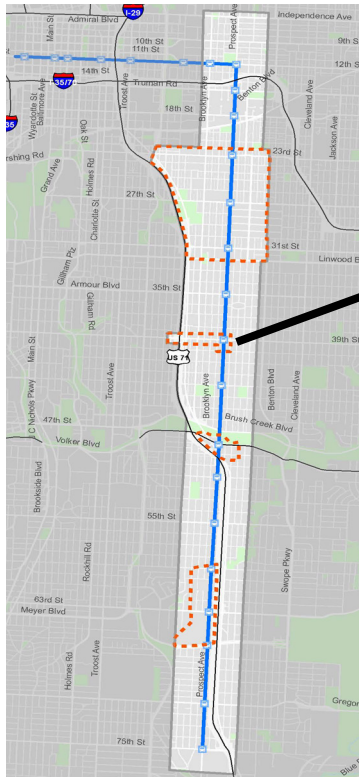 I-29
Independence Ave
Admiral Blvd
Main St
Prospect Ave
10th St
9th S
11th St
12th S
st
14th St
35/7
Truman Rd
Benton Blvd
Troost Ave
Brooklyn Ave
18th St
Cleveland Ave
Wyandotte St
Baltimore Ave
35
Oak St
Jackson Ave
rshing Rd
23rd St
Grand Ave
Holmes Rd
27th St
Charlotte St
31st St
Gillham Plz
Linwood B
Armour Blvd
35th St
Gillham Rd
Main St
39th St
US 71
Troost Ave
Brooklyn Ave
Benton Blvd
Cleveland Ave
J C Nichols Pkwy
47th St
Brush Creek Blvd
Volker Blvd
Brookside Blvd
55th St
Rockhill Rd
Swope Pkwy
63rd St
Meyer Blvd
Holmes Rd
Troost Ave
Prospect Ave
Gregor
75th St
Blue